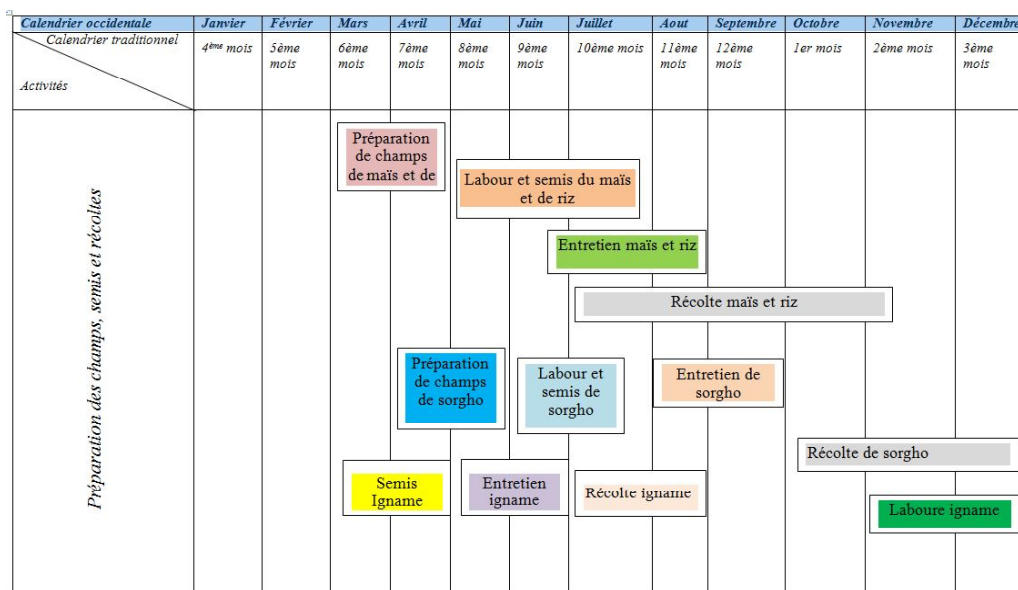 Calendrier occidentale Janvier Février Mars Avril Mai Juin Juillet Aout Septembre Octobre Novembre Décembre
Calendrier traditionnel
Activités
4ème mois
5ème
mois
6ème
mois
7ème
mois
8ème
mois
9ème
mois
10ème mois
11ème
mois
12ème
mois
1er mois
2ème mois
3ème
mois
Préparation des champs, semis et récoltes
Préparation
de champs
de maïs et de
Labour et semis du maïs
et de riz
Entretien maïs et riz
Récolte maïs et riz
Préparation
de champs
de sorgho
Labour et
semis de
sorgho
Entretien de
sorgho
Récolte de sorgho
Semis
Igname
Entretien
igname
Récolte igname
Laboure igname